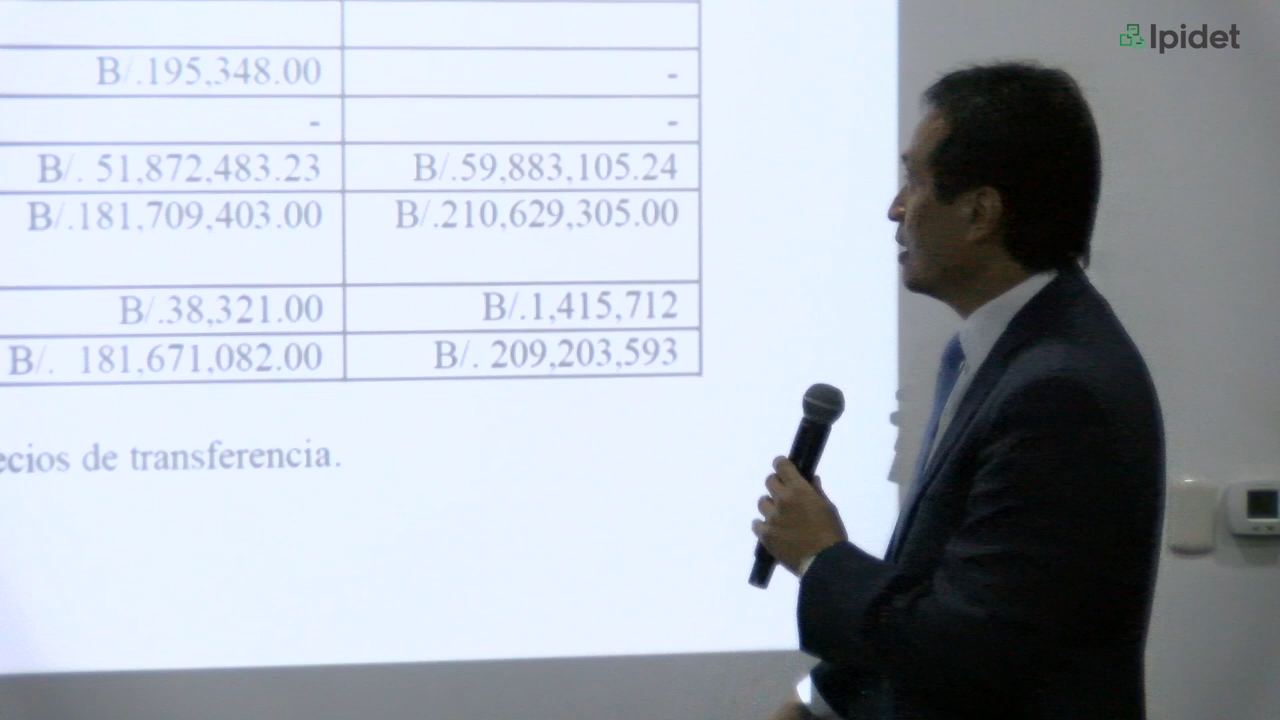 Ipidet
B/.195,348.00 -
- -
B/. 51,872,483.23 B/.59,883,105.24
B/.181,709,403.00 B/.210,629,305.00
B/.38,321.00 B/.1,415,712
B/. 181,671,082.00 B/. 209,203,593
ecios de transferencia.